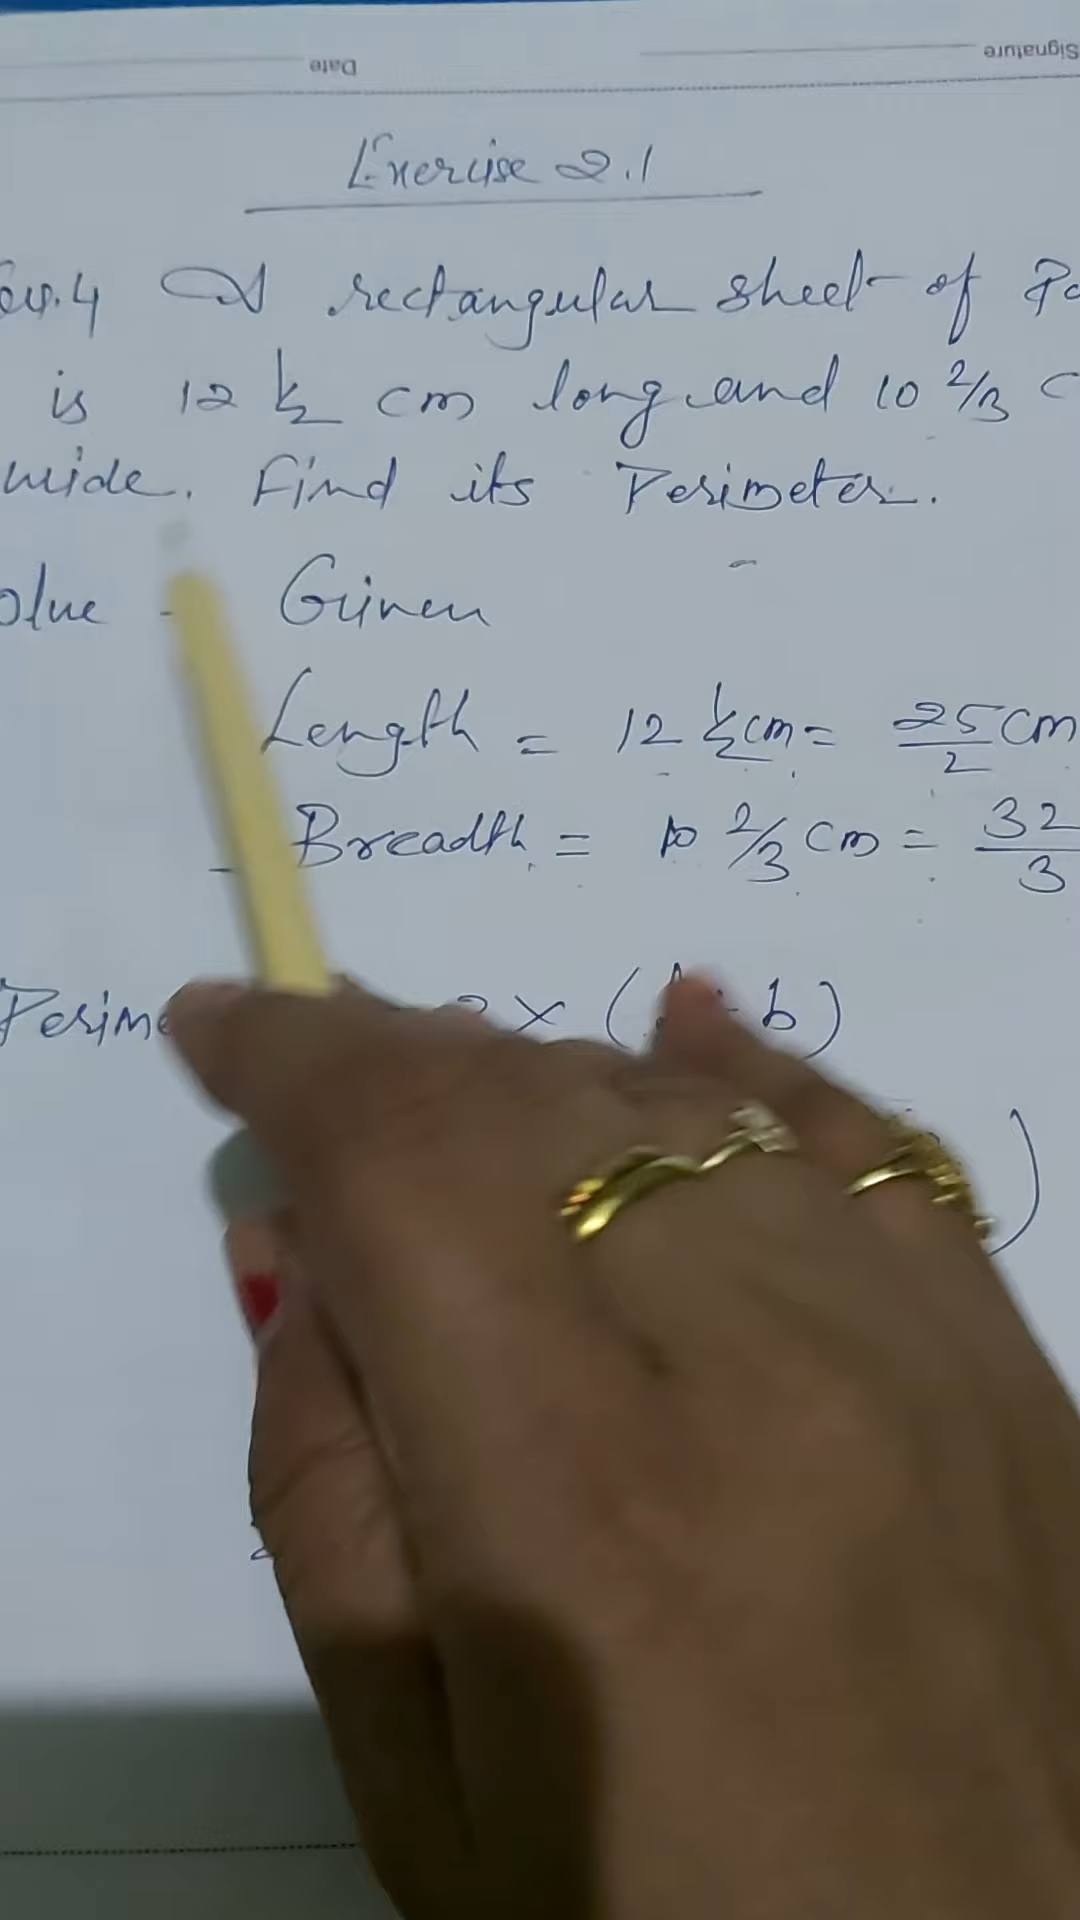 Signature
Date
Exercise 2.1
rectangular sheet of
is 12 1/2 cm long and 10 2/3
wide. Find its Perimeter.
Given
Length = 12 1/2 cm = 25/2 cm
Breadth = 10 2/3 cm = 32/3
2 × ( + b)
)